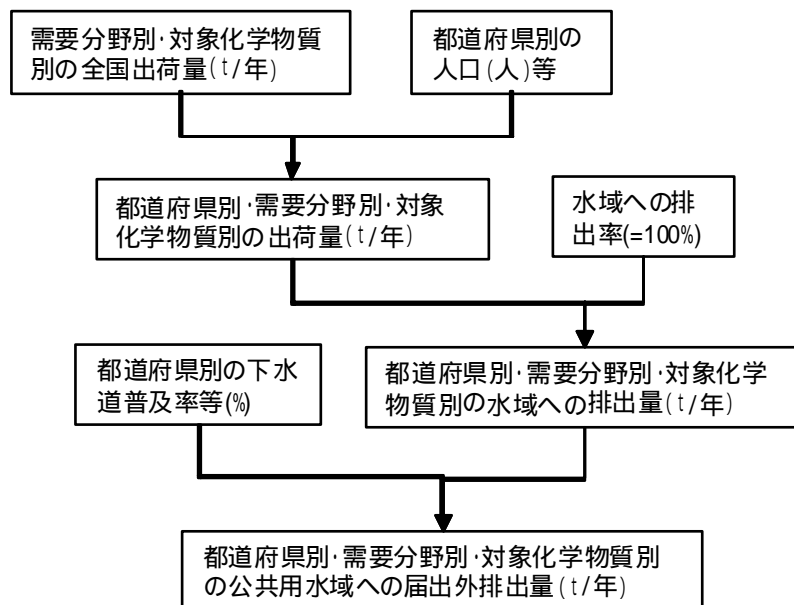 需要分野別・対象化学物質
別の全国出荷量(t/年)
都道府県別の
人口(人)等
都道府県別・需要分野別・対象
化学物質別の出荷量(t/年)
水域への排
出率(=100%)
都道府県別の下水
道普及率等(%)
都道府県別・需要分野別・対象化学
物質別の水域への排出量(t/年)
都道府県別・需要分野別・対象化学物質別
の公共用水域への届出外排出量(t/年)